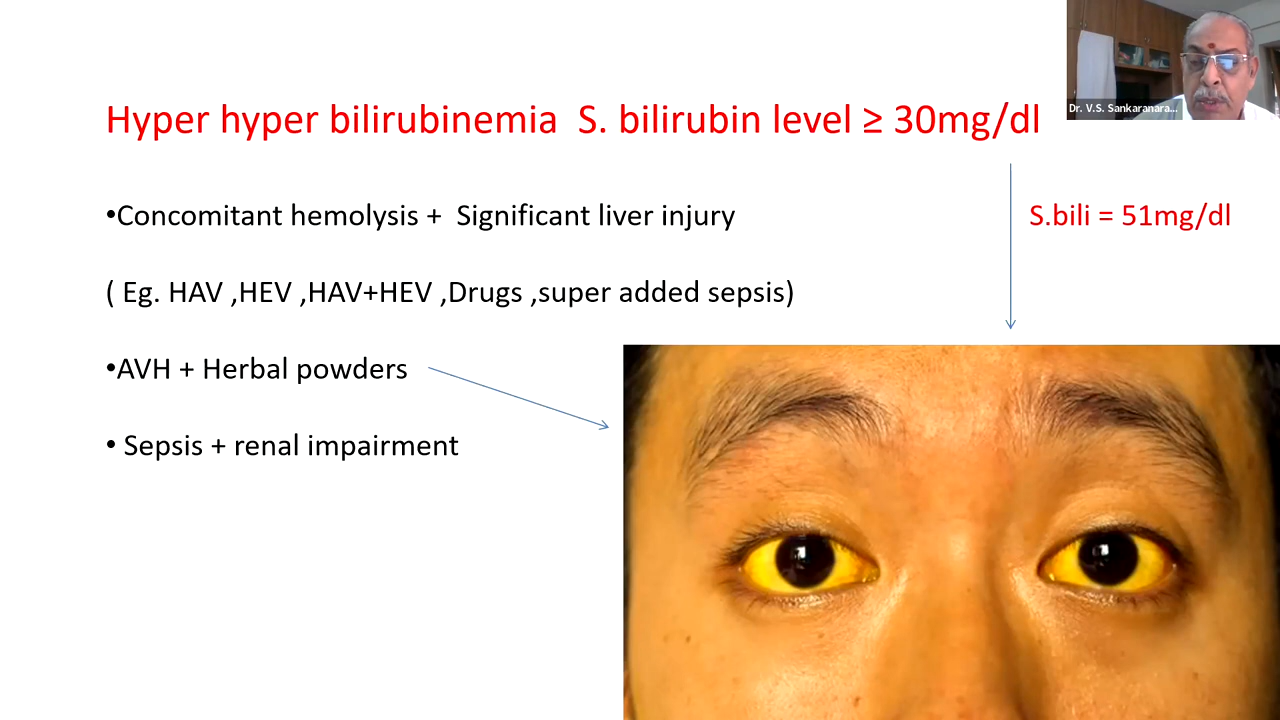 Dr. V.S. Sankaranara...
Hyper hyper bilirubinemia S. bilirubin level ≥ 30mg/dl
•Concomitant hemolysis + Significant liver injury
S.bili = 51mg/dl
( Eg. HAV ,HEV ,HAV+HEV ,Drugs ,super added sepsis)
•AVH + Herbal powders
• Sepsis + renal impairment